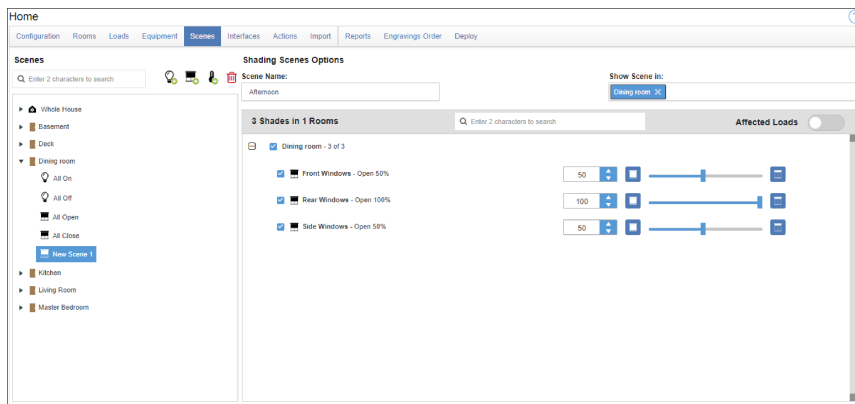 Home
Configuration Rooms Loads Equipment Scenes Interfaces Actions Import Reports Engravings Order Deploy
Scenes
Enter 2 characters to search
Whole House
Basement
Deck
Dining room
All On
All Off
All Open
All Close
New Scene 1
Kitchen
Living Room
Master Bedroom
Shading Scenes Options
Scene Name:
Afternoon
Show Scene in:
Dining room
3 Shades in 1 Rooms
Enter 2 characters to search
Affected Loads
Dining room - 3 of 3
Front Windows - Open 50% 50
Rear Windows - Open 100% 100
Side Windows - Open 50% 50